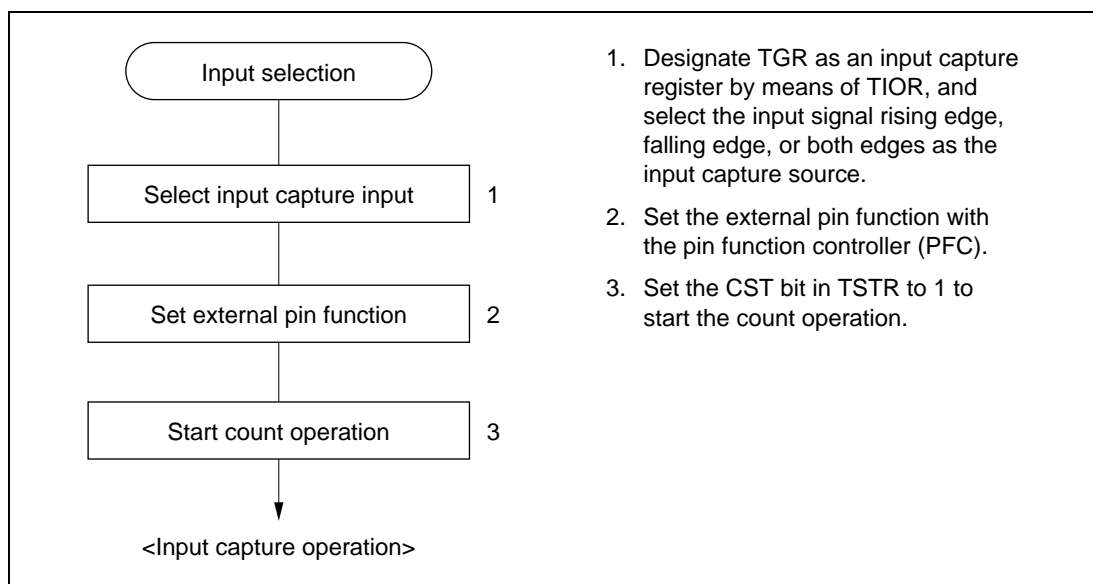 Input selection
Select input capture input 1
Set external pin function 2
Start count operation 3
<Input capture operation>
1. Designate TGR as an input capture
register by means of TIOR, and
select the input signal rising edge,
falling edge, or both edges as the
input capture source.
2. Set the external pin function with
the pin function controller (PFC).
3. Set the CST bit in TSTR to 1 to
start the count operation.